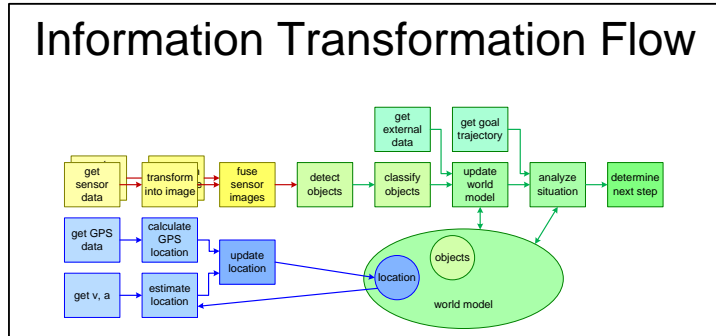 Information Transformation Flow
get
external
data
get goal
trajectory
get
sensor
data
transform
into image
fuse
sensor
images
detect
objects
classify
objects
update
world
model
analyze
situation
determine
next step
get GPS
data
calculate
GPS
location
update
location
get v, a
estimate
location
objects
location
world model